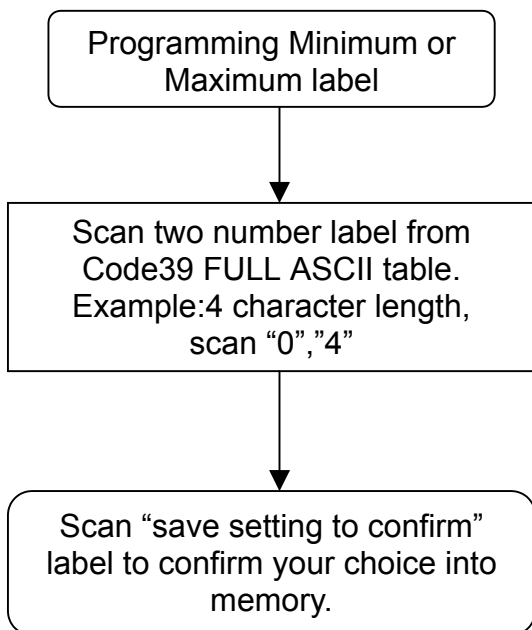 Programming Minimum or
Maximum label
Scan two number label from
Code39 FULL ASCII table.
Example:4 character length,
scan “0”,”4”
Scan “save setting to confirm”
label to confirm your choice into
memory.